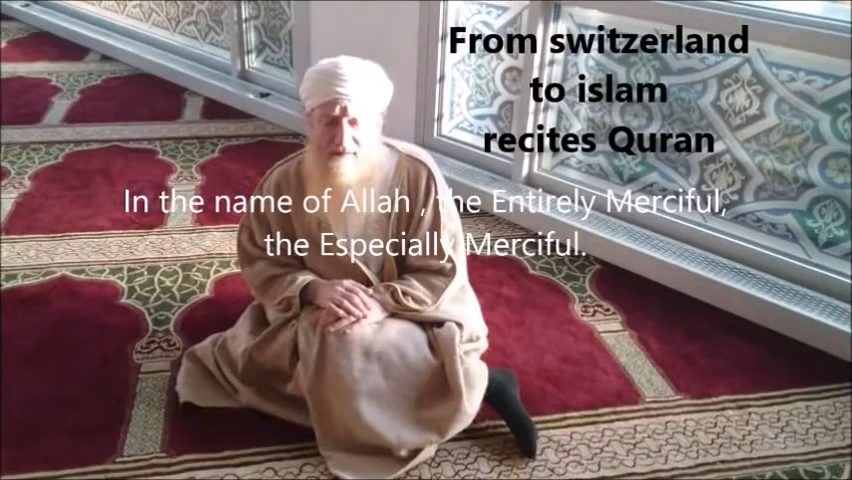 From switzerland
to islam
recites Quran
In the name of Allah , the Entirely Merciful,
the Especially Merciful.